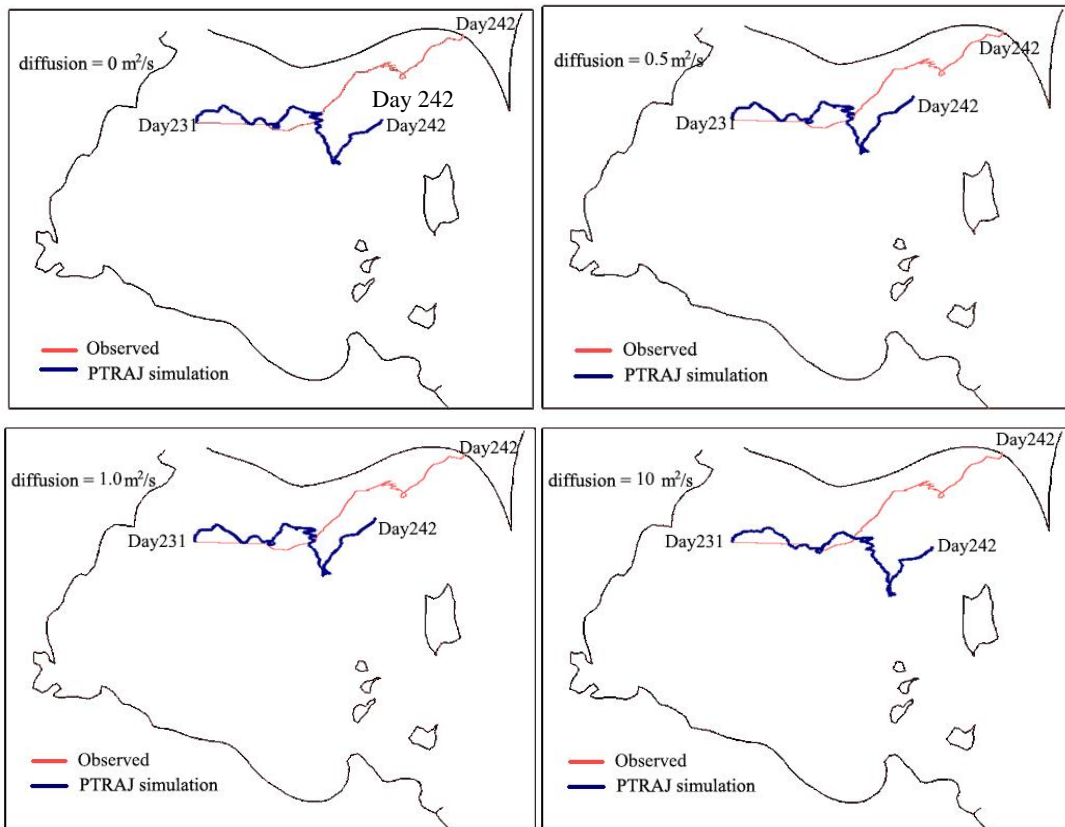 Day242
diffusion = 0 m²/s
Day 242
Day231
Day242
Observed
PTRAJ simulation
Day242
diffusion = 0.5 m²/s
Day242
Day231
Observed
PTRAJ simulation
Day242
diffusion = 1.0 m²/s
Day242
Day231
Observed
PTRAJ simulation
Day242
diffusion = 10 m²/s
Day231
Day242
Observed
PTRAJ simulation